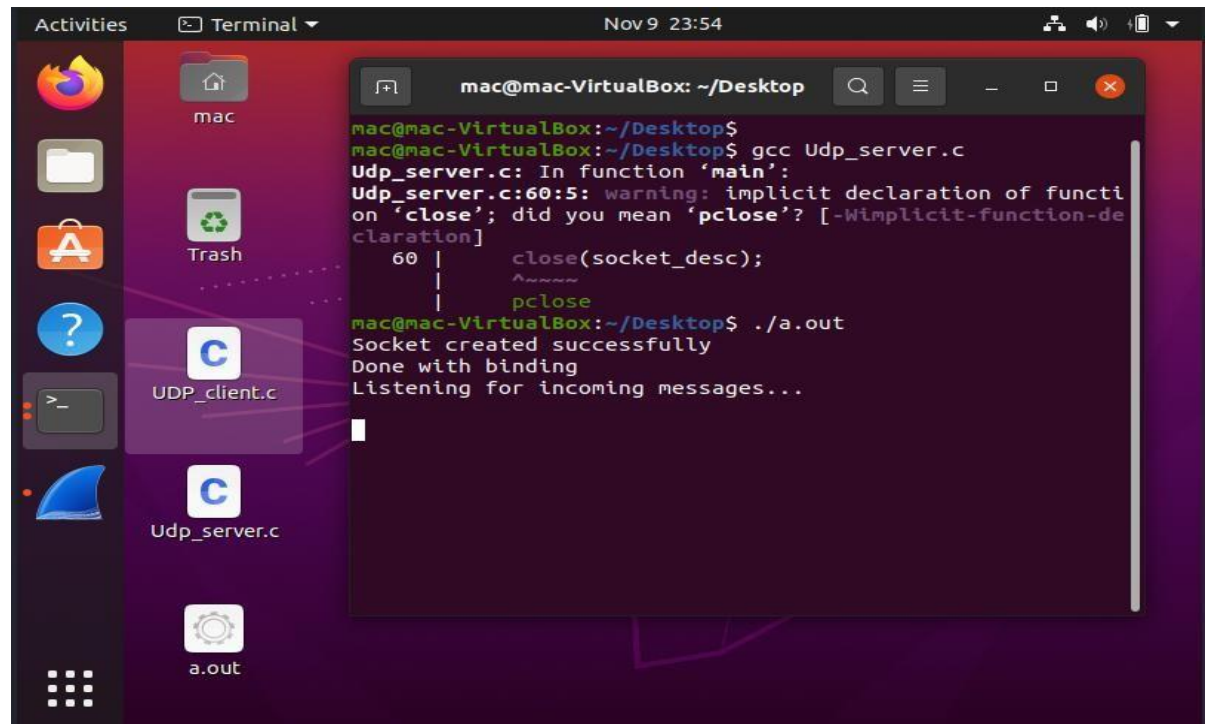 Activities
Terminal
Nov 9 23:54
mac
Trash
UDP_client.c
Udp_server.c
a.out
mac@mac-VirtualBox: ~/Desktop
mac@mac-VirtualBox:~/Desktop$
mac@mac-VirtualBox:~/Desktop$ gcc Udp_server.c
Udp_server.c: In function ‘main’:
Udp_server.c:60:5: warning: implicit declaration of functi
on ‘close’; did you mean ‘pclose’? [-Wimplicit-function-de
claration]
   60 |     close(socket_desc);
      |     ^~~~~
      |     pclose
mac@mac-VirtualBox:~/Desktop$ ./a.out
Socket created successfully
Done with binding
Listening for incoming messages...